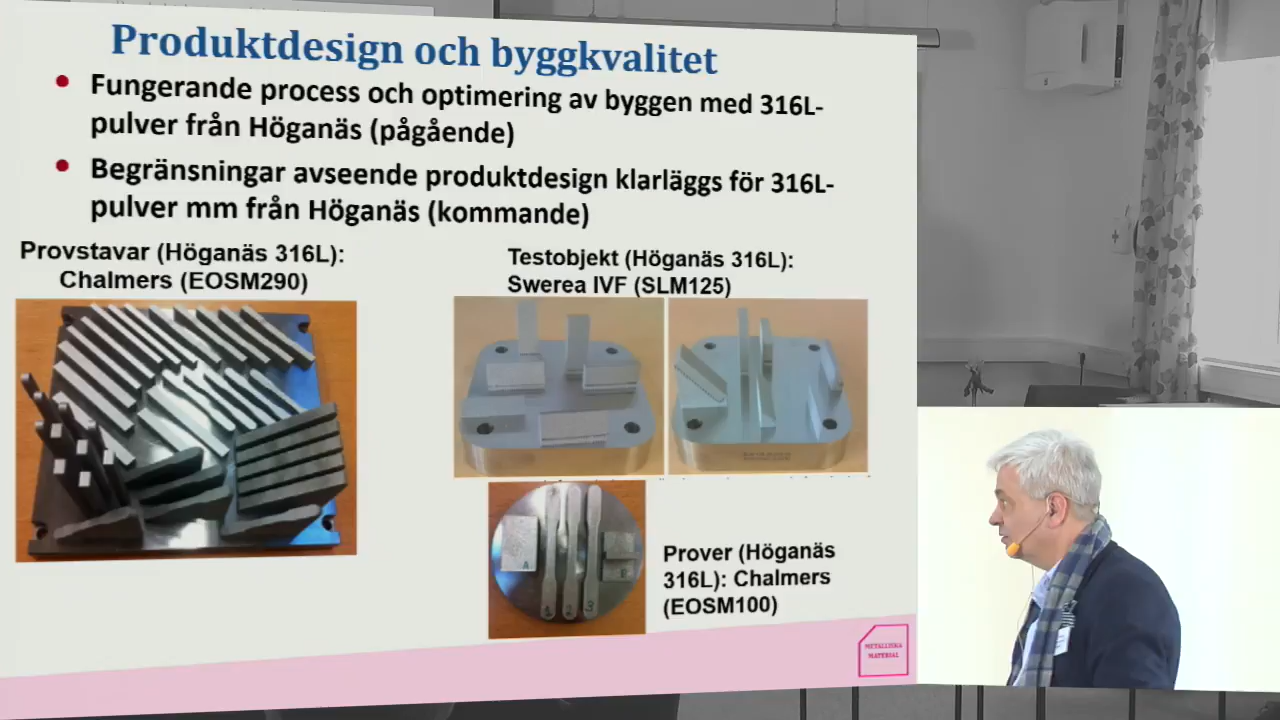 Produktdesign och byggkvalitet
• Fungerande process och optimering av byggen med 316L-
pulver från Höganäs (pågående)
• Begränsningar avseende produktdesign klarläggs för 316L-
pulver mm från Höganäs (kommande)
Provstavar (Höganäs 316L):
Chalmers (EOSM290)
Testobjekt (Höganäs 316L):
Swerea IVF (SLM125)
A
Prover (Höganäs
316L): Chalmers
(EOSM100)
METALLISKA
MATERIAL